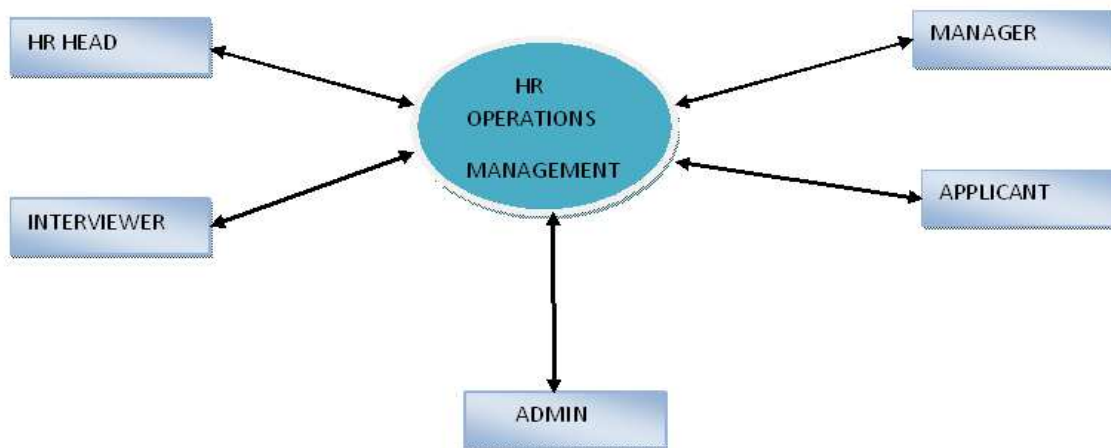 HR HEAD
MANAGER
HR
OPERATIONS
MANAGEMENT
INTERVIEWER
APPLICANT
ADMIN